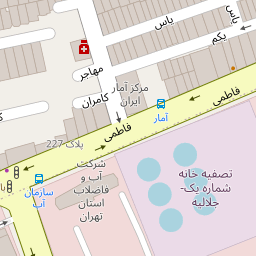 یاس
یاس
یکم
مهاجر
کامران
مرکز آمار
ایران
فاطمی
آمار
فاطمی
پلاک 227
شرکت
آب و
فاضلاب
استان
تهران
سازمان
آب
تصفیه خانه
شماره یک-
جلالیه